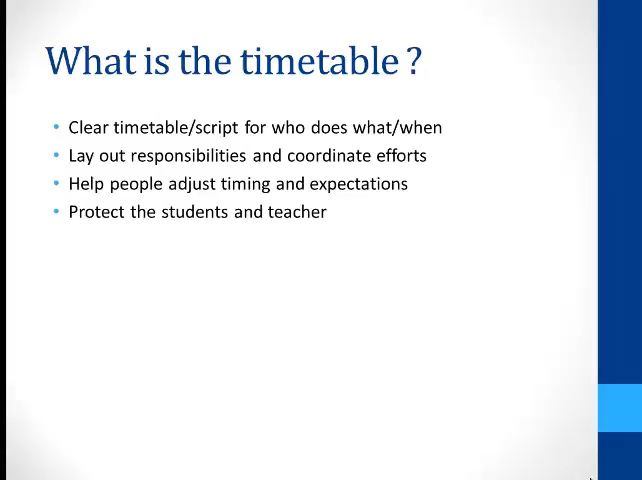 What is the timetable ?
• Clear timetable/script for who does what/when
• Lay out responsibilities and coordinate efforts
• Help people adjust timing and expectations
• Protect the students and teacher